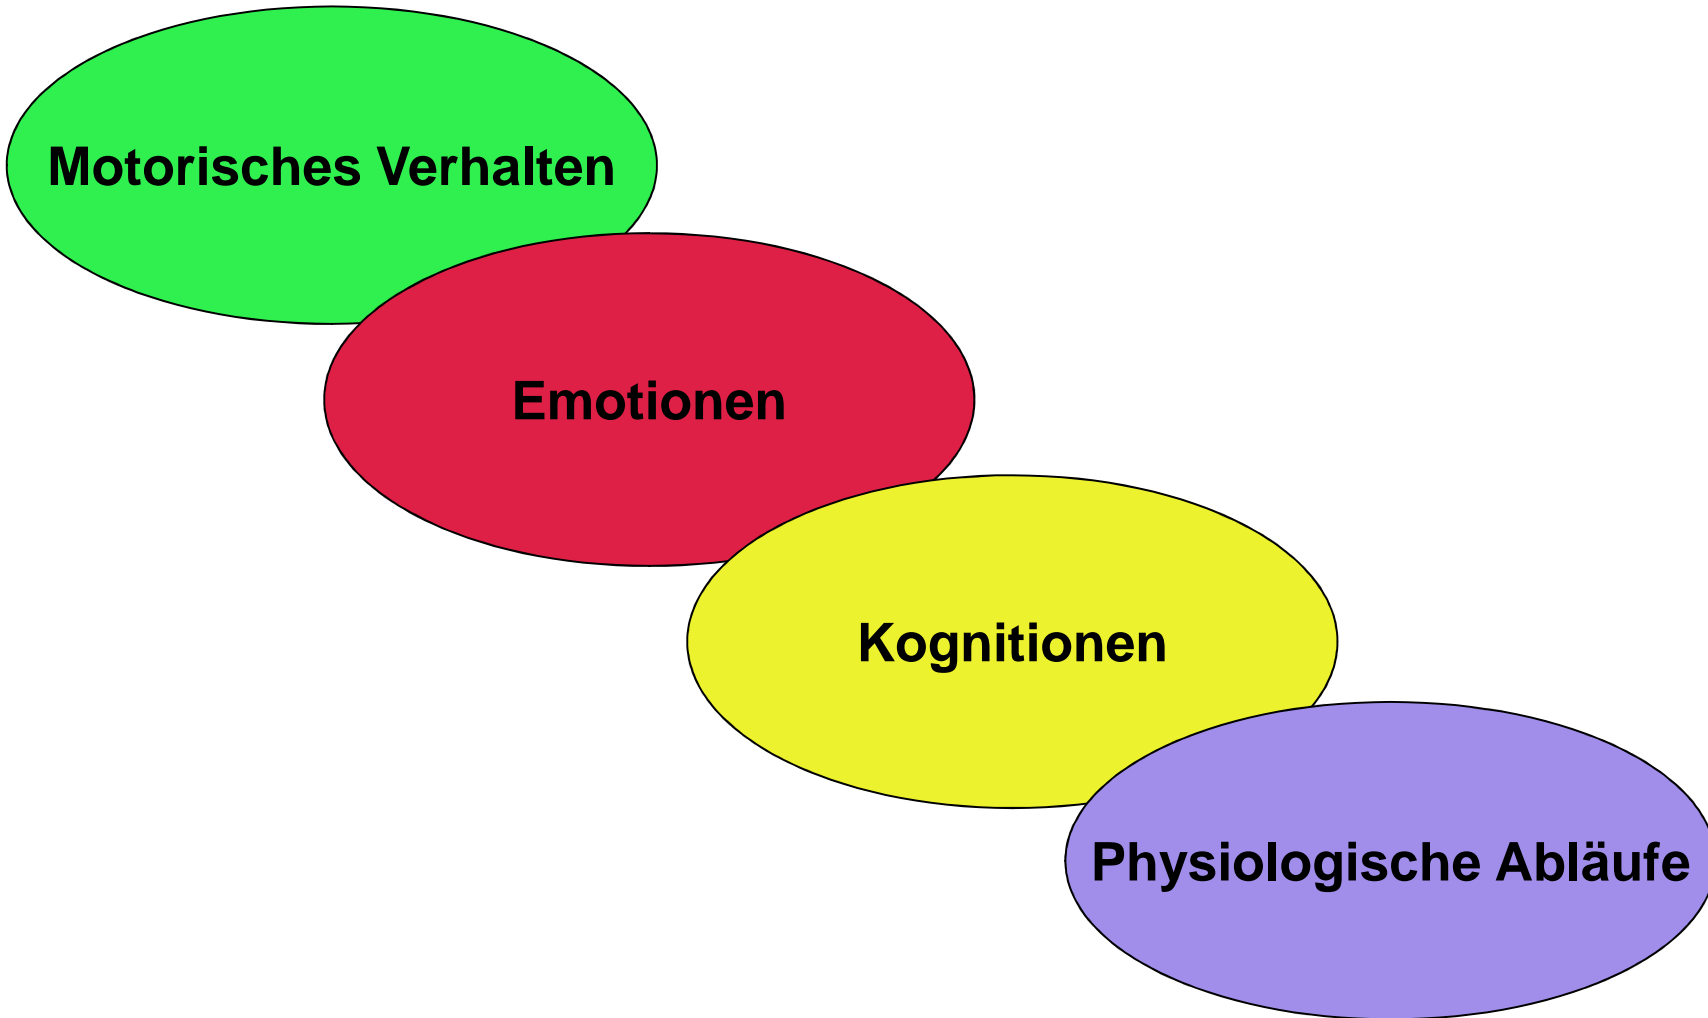 Motorisches Verhalten
Emotionen
Kognitionen
Physiologische Abläufe